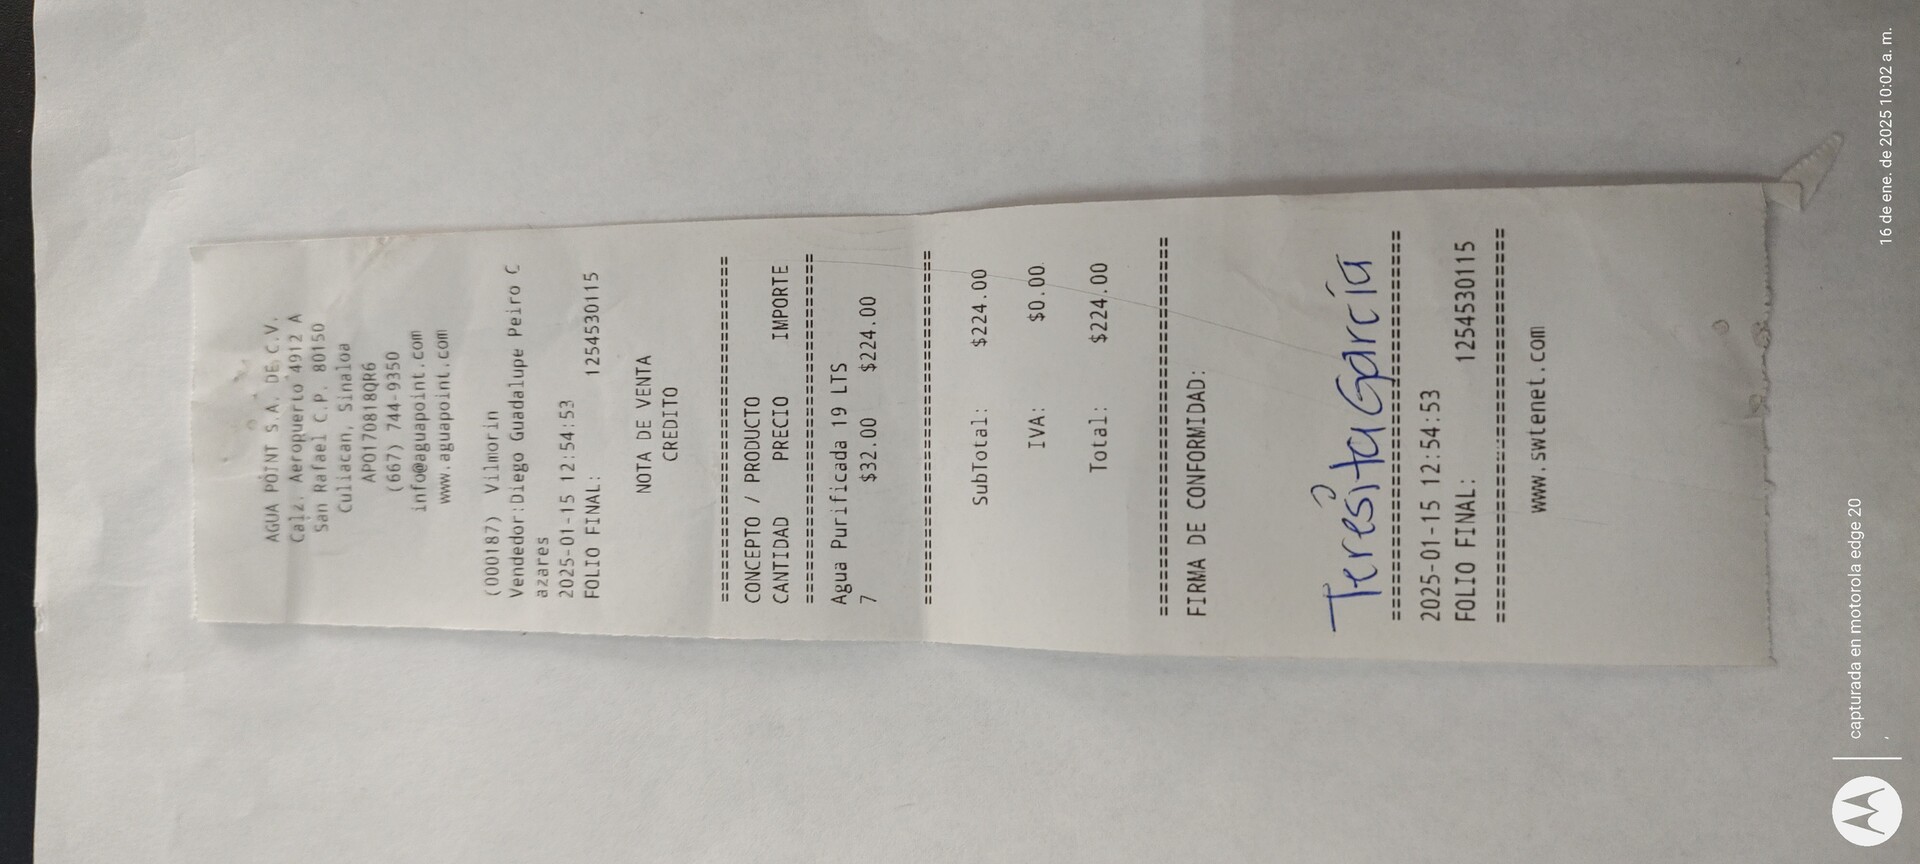 AGUA POINT S.A. DE C.V.
Calz. Aeropuerto 4912 A
San Rafael C.P. 80150
Culiacan, Sinaloa
APO170818QR6
(667) 744-9350
info@aguapoint.com
www.aguapoint.com
(000187) Vilmorin
Vendedor:Diego Guadalupe Peiro C
azares
2025-01-15 12:54:53
FOLIO FINAL: 1254530115
NOTA DE VENTA
CREDITO
================================
CONCEPTO / PRODUCTO
CANTIDAD PRECIO IMPORTE
================================
Agua Purificada 19 LTS
7 $32.00 $224.00
================================
SubTotal: $224.00
IVA: $0.00
Total: $224.00
================================
FIRMA DE CONFORMIDAD:
Teresita García
================================
2025-01-15 12:54:53
FOLIO FINAL: 1254530115
================================
www.swtenet.com
capturada en motorola edge 20
16 de ene. de 2025 10:02 a. m.